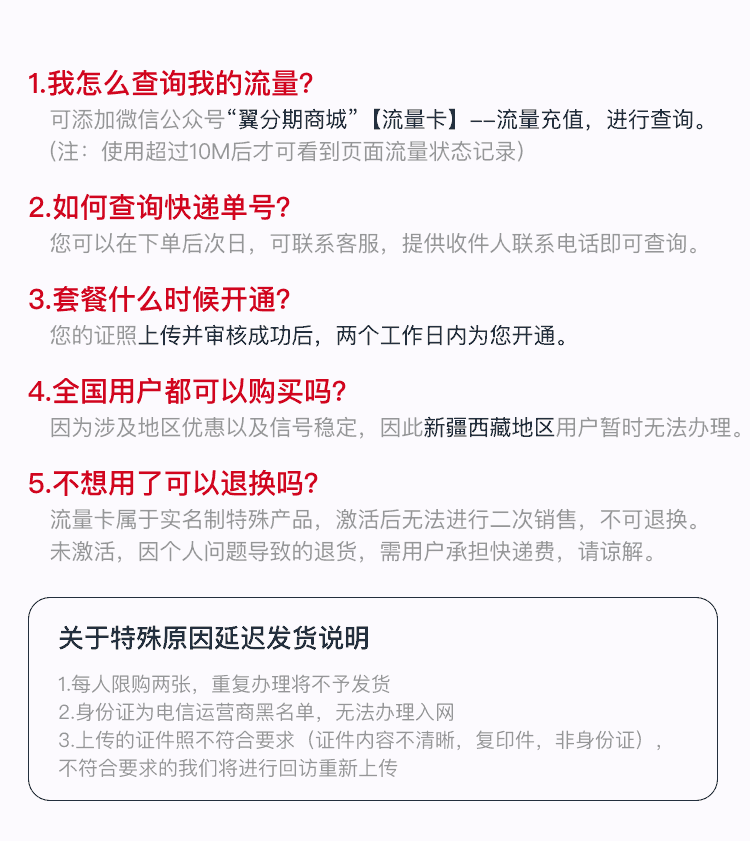 1.我怎么查询我的流量?
可添加微信公众号“翼分期商城”【流量卡】--流量充值，进行查询。
(注：使用超过10M后才可看到页面流量状态记录)
2.如何查询快递单号?
您可以在下单后次日，可联系客服，提供收件人联系电话即可查询。
3.套餐什么时候开通?
您的证照上传并审核成功后，两个工作日内为您开通。
4.全国用户都可以购买吗?
因为涉及地区优惠以及信号稳定，因此新疆西藏地区用户暂时无法办理。
5.不想用了可以退换吗?
流量卡属于实名制特殊产品，激活后无法进行二次销售，不可退换。
未激活，因个人问题导致的退货，需用户承担快递费，请谅解。
关于特殊原因延迟发货说明
1.每人限购两张，重复办理将不予发货
2.身份证为电信运营商黑名单，无法办理入网
3.上传的证件照不符合要求（证件内容不清晰，复印件，非身份证），
不符合要求的我们将进行回访重新上传